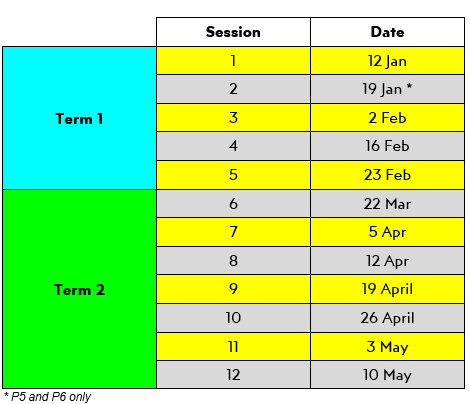 Session Date
1 12 Jan
2 19 Jan *
Term 1 3 2 Feb
4 16 Feb
5 23 Feb
6 22 Mar
7 5 Apr
8 12 Apr
Term 2 9 19 April
10 26 April
11 3 May
12 10 May
* P5 and P6 only